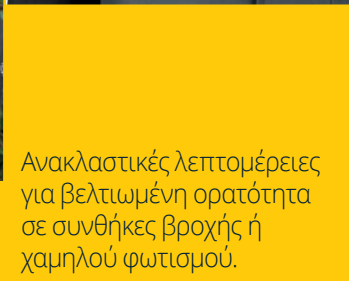 Ανακλαστικές λεπτομέρειες
για βελτιωμένη ορατότητα
σε συνθήκες βροχής ή
χαμηλού φωτισμού.